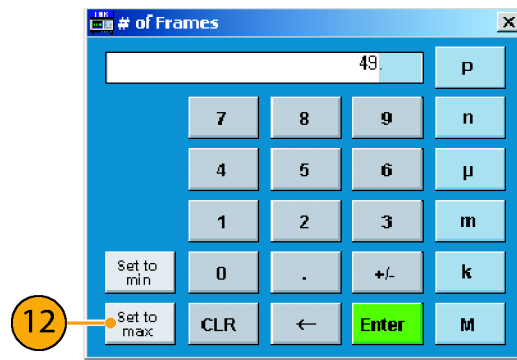 TEK
# of Frames
49.
p
7 8 9 n
4 5 6 µ
1 2 3 m
Set to
min
0 . +/- k
12
Set to
max
CLR ← Enter M